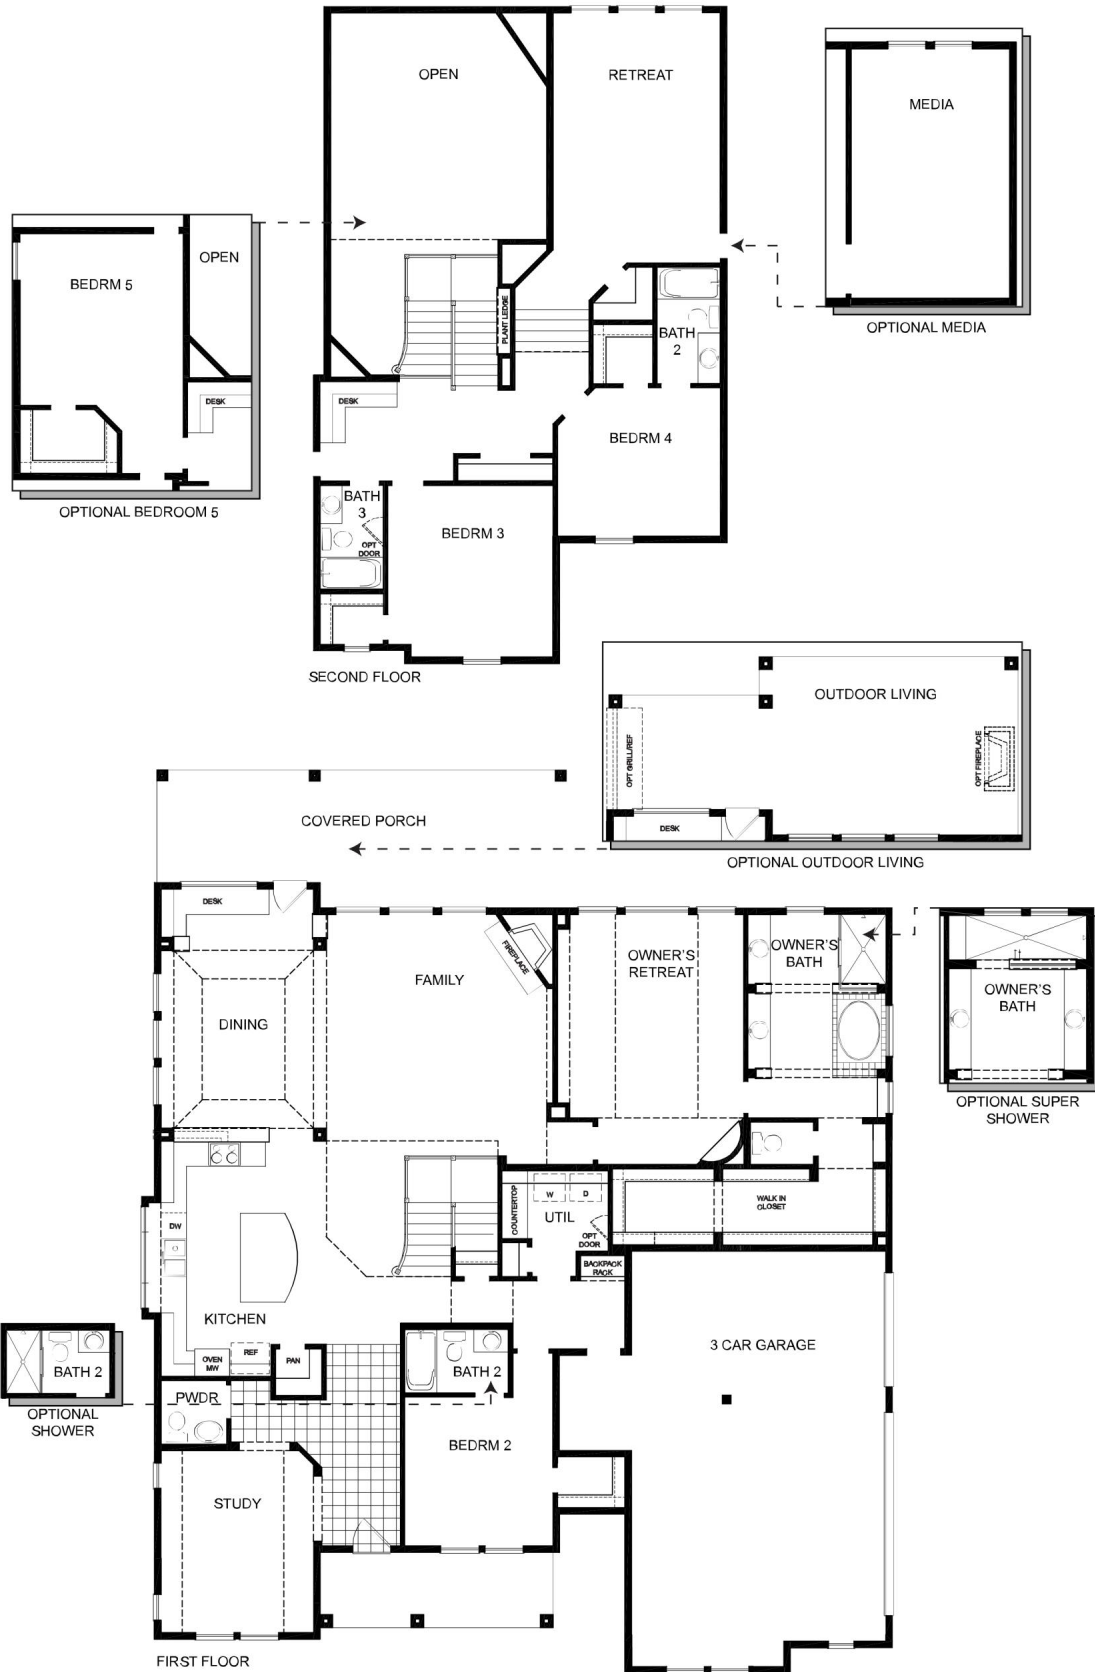 OPEN
RETREAT
MEDIA
OPTIONAL MEDIA
BEDRM 5
OPEN
DESK
OPTIONAL BEDROOM 5
PLANT LEDGE
BATH
2
DESK
BEDRM 4
BATH
3
OPT
DOOR
BEDRM 3
SECOND FLOOR
OUTDOOR LIVING
OPT GRILL/REF
OPT FIREPLACE
DESK
OPTIONAL OUTDOOR LIVING
COVERED PORCH
DESK
FIREPLACE
FAMILY
OWNER'S
RETREAT
OWNER'S
BATH
DINING
OWNER'S
BATH
OPTIONAL SUPER
SHOWER
COUNTERTOP
W
D
UTIL
OPT
DOOR
WALK IN
CLOSET
DW
BACKPACK
RACK
KITCHEN
OVEN
MW
REF
PAN
3 CAR GARAGE
BATH 2
OPTIONAL
SHOWER
BATH 2
PWDR
BEDRM 2
STUDY
FIRST FLOOR